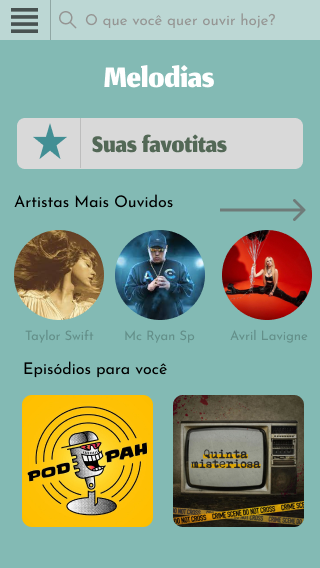 O que você quer ouvir hoje?
Melodias
Suas favotitas
Artistas Mais Ouvidos
Taylor Swift
Mc Ryan Sp
Avril Lavigne
Episódios para você
POD PAH
Quinta
misteriosa
CRIME SCENE DO NOT CROSS